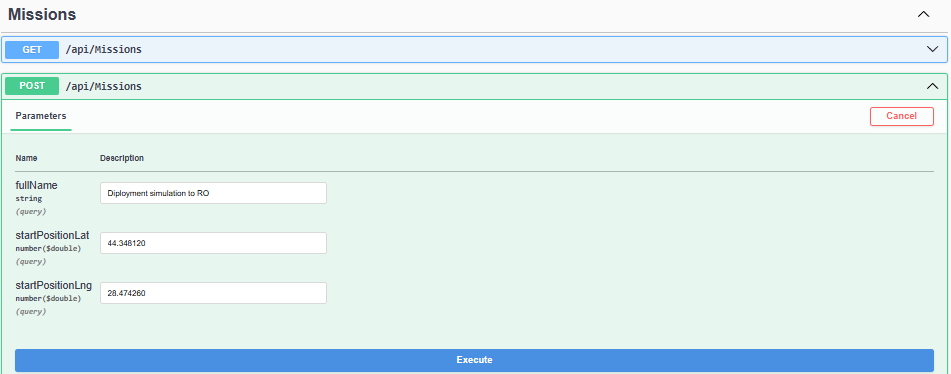 Missions
GET /api/Missions
POST /api/Missions
Parameters
Cancel
Name Description
fullName
string
(query)
Diployment simulation to RO
startPositionLat
number($double)
(query)
44.348120
startPositionLng
number($double)
(query)
28.474260
Execute